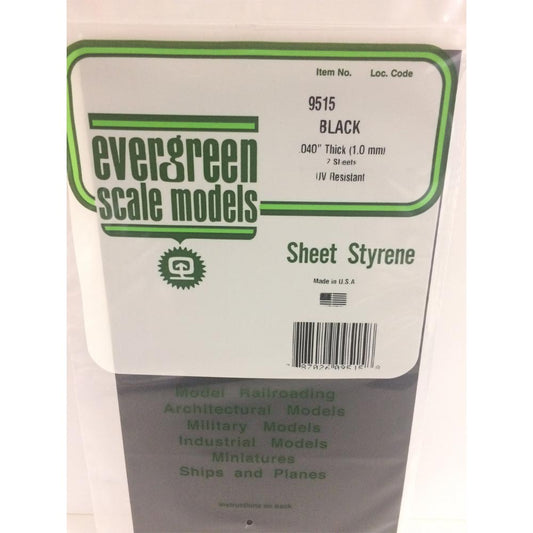 Item No. Loc. Code
9515
BLACK
.040" Thick (1.0 mm)
2 Sheets
UV Resistant
evergreen
scale models
Sheet Styrene
Made in U.S.A
Model Railroading
Architectural Models
Military Models
Industrial Models
Miniatures
Ships and Planes
Instructions on back